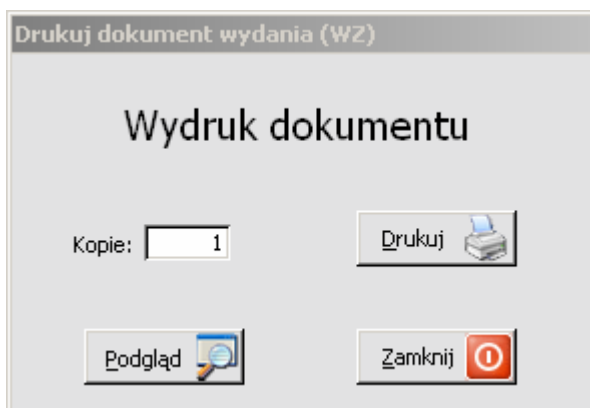 Drukuj dokument wydania (WZ)
Wydruk dokumentu
Kopie: 1
Drukuj
Podgląd
Zamknij